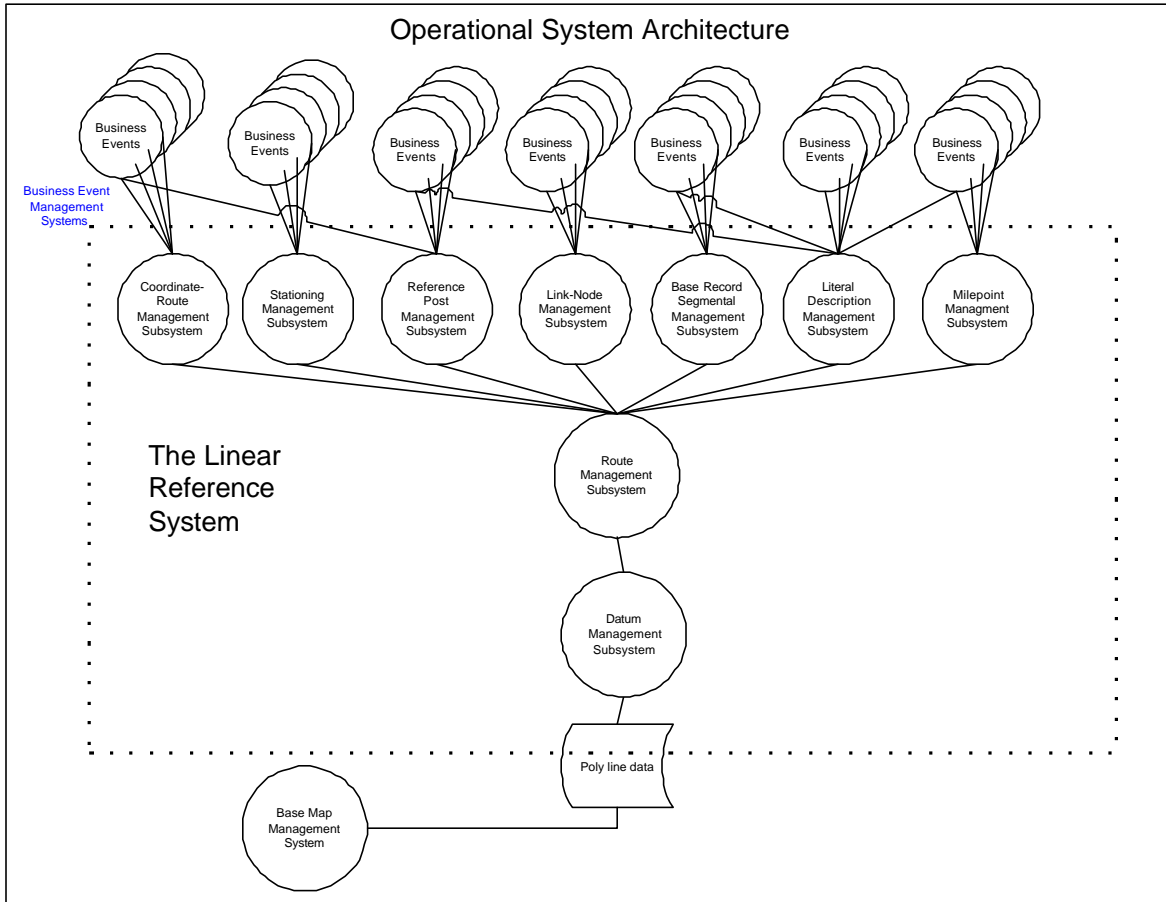 Operational System Architecture
Business
Events
Business
Events
Business
Events
Business
Events
Business
Events
Business
Events
Business
Events
Business Event
Management
Systems
Coordinate-
Route
Management
Subsystem
Stationing
Management
Subsystem
Reference
Post
Management
Subsystem
Link-Node
Management
Subsystem
Base Record
Segmental
Management
Subsystem
Literal
Description
Management
Subsystem
Milepoint
Managment
Subsystem
The Linear
Reference
System
Route
Management
Subsystem
Datum
Management
Subsystem
Poly line data
Base Map
Management
System